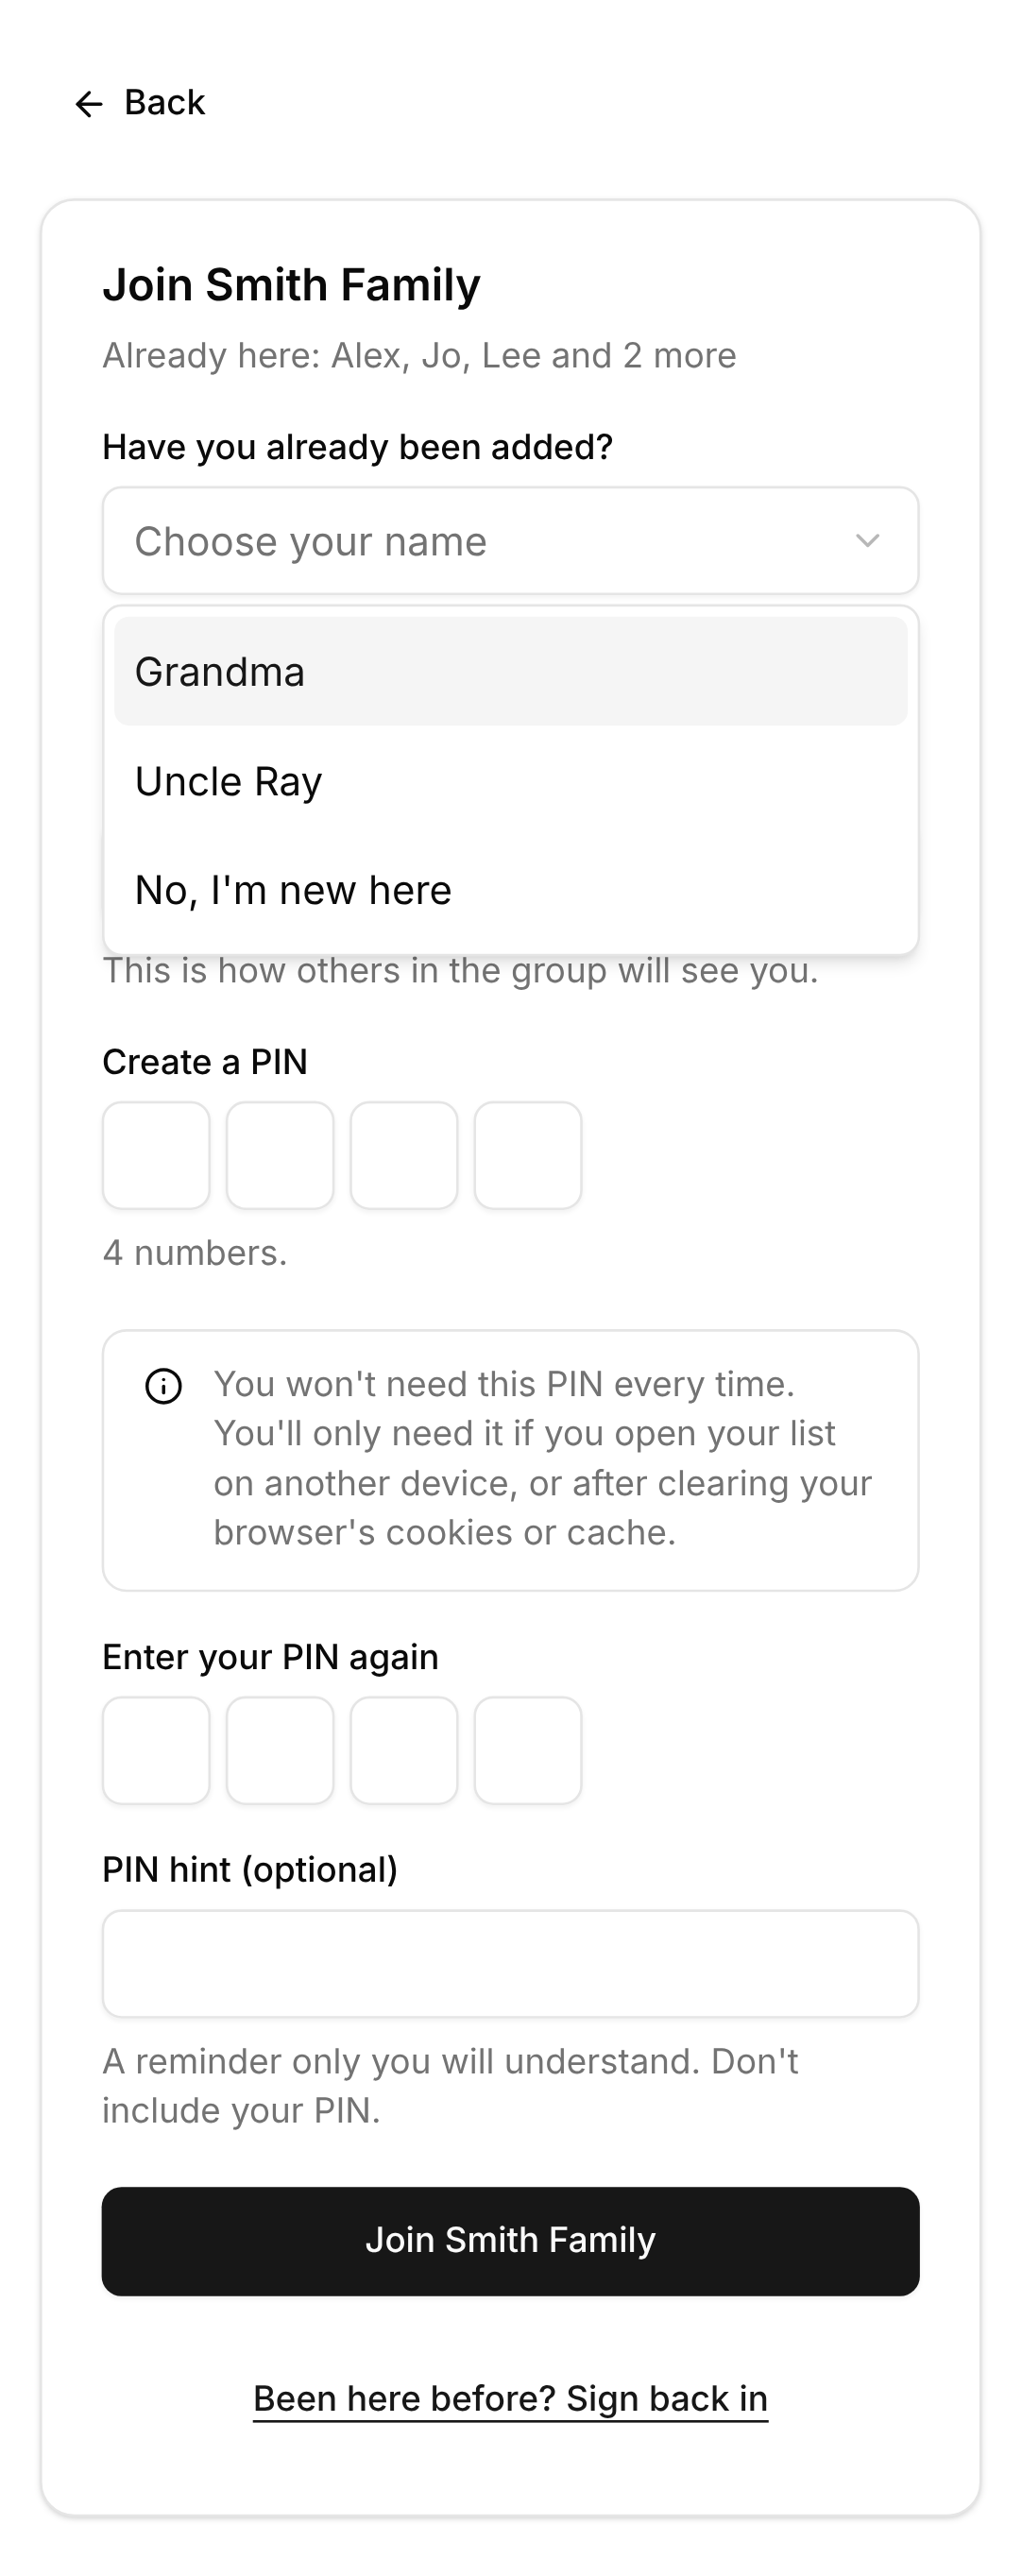 Back
Join Smith Family
Already here: Alex, Jo, Lee and 2 more
Have you already been added?
Choose your name
Grandma
Uncle Ray
No, I'm new here
This is how others in the group will see you.
Create a PIN
4 numbers.
You won't need this PIN every time.
You'll only need it if you open your list
on another device, or after clearing your
browser's cookies or cache.
Enter your PIN again
PIN hint (optional)
A reminder only you will understand. Don't
include your PIN.
Join Smith Family
Been here before? Sign back in